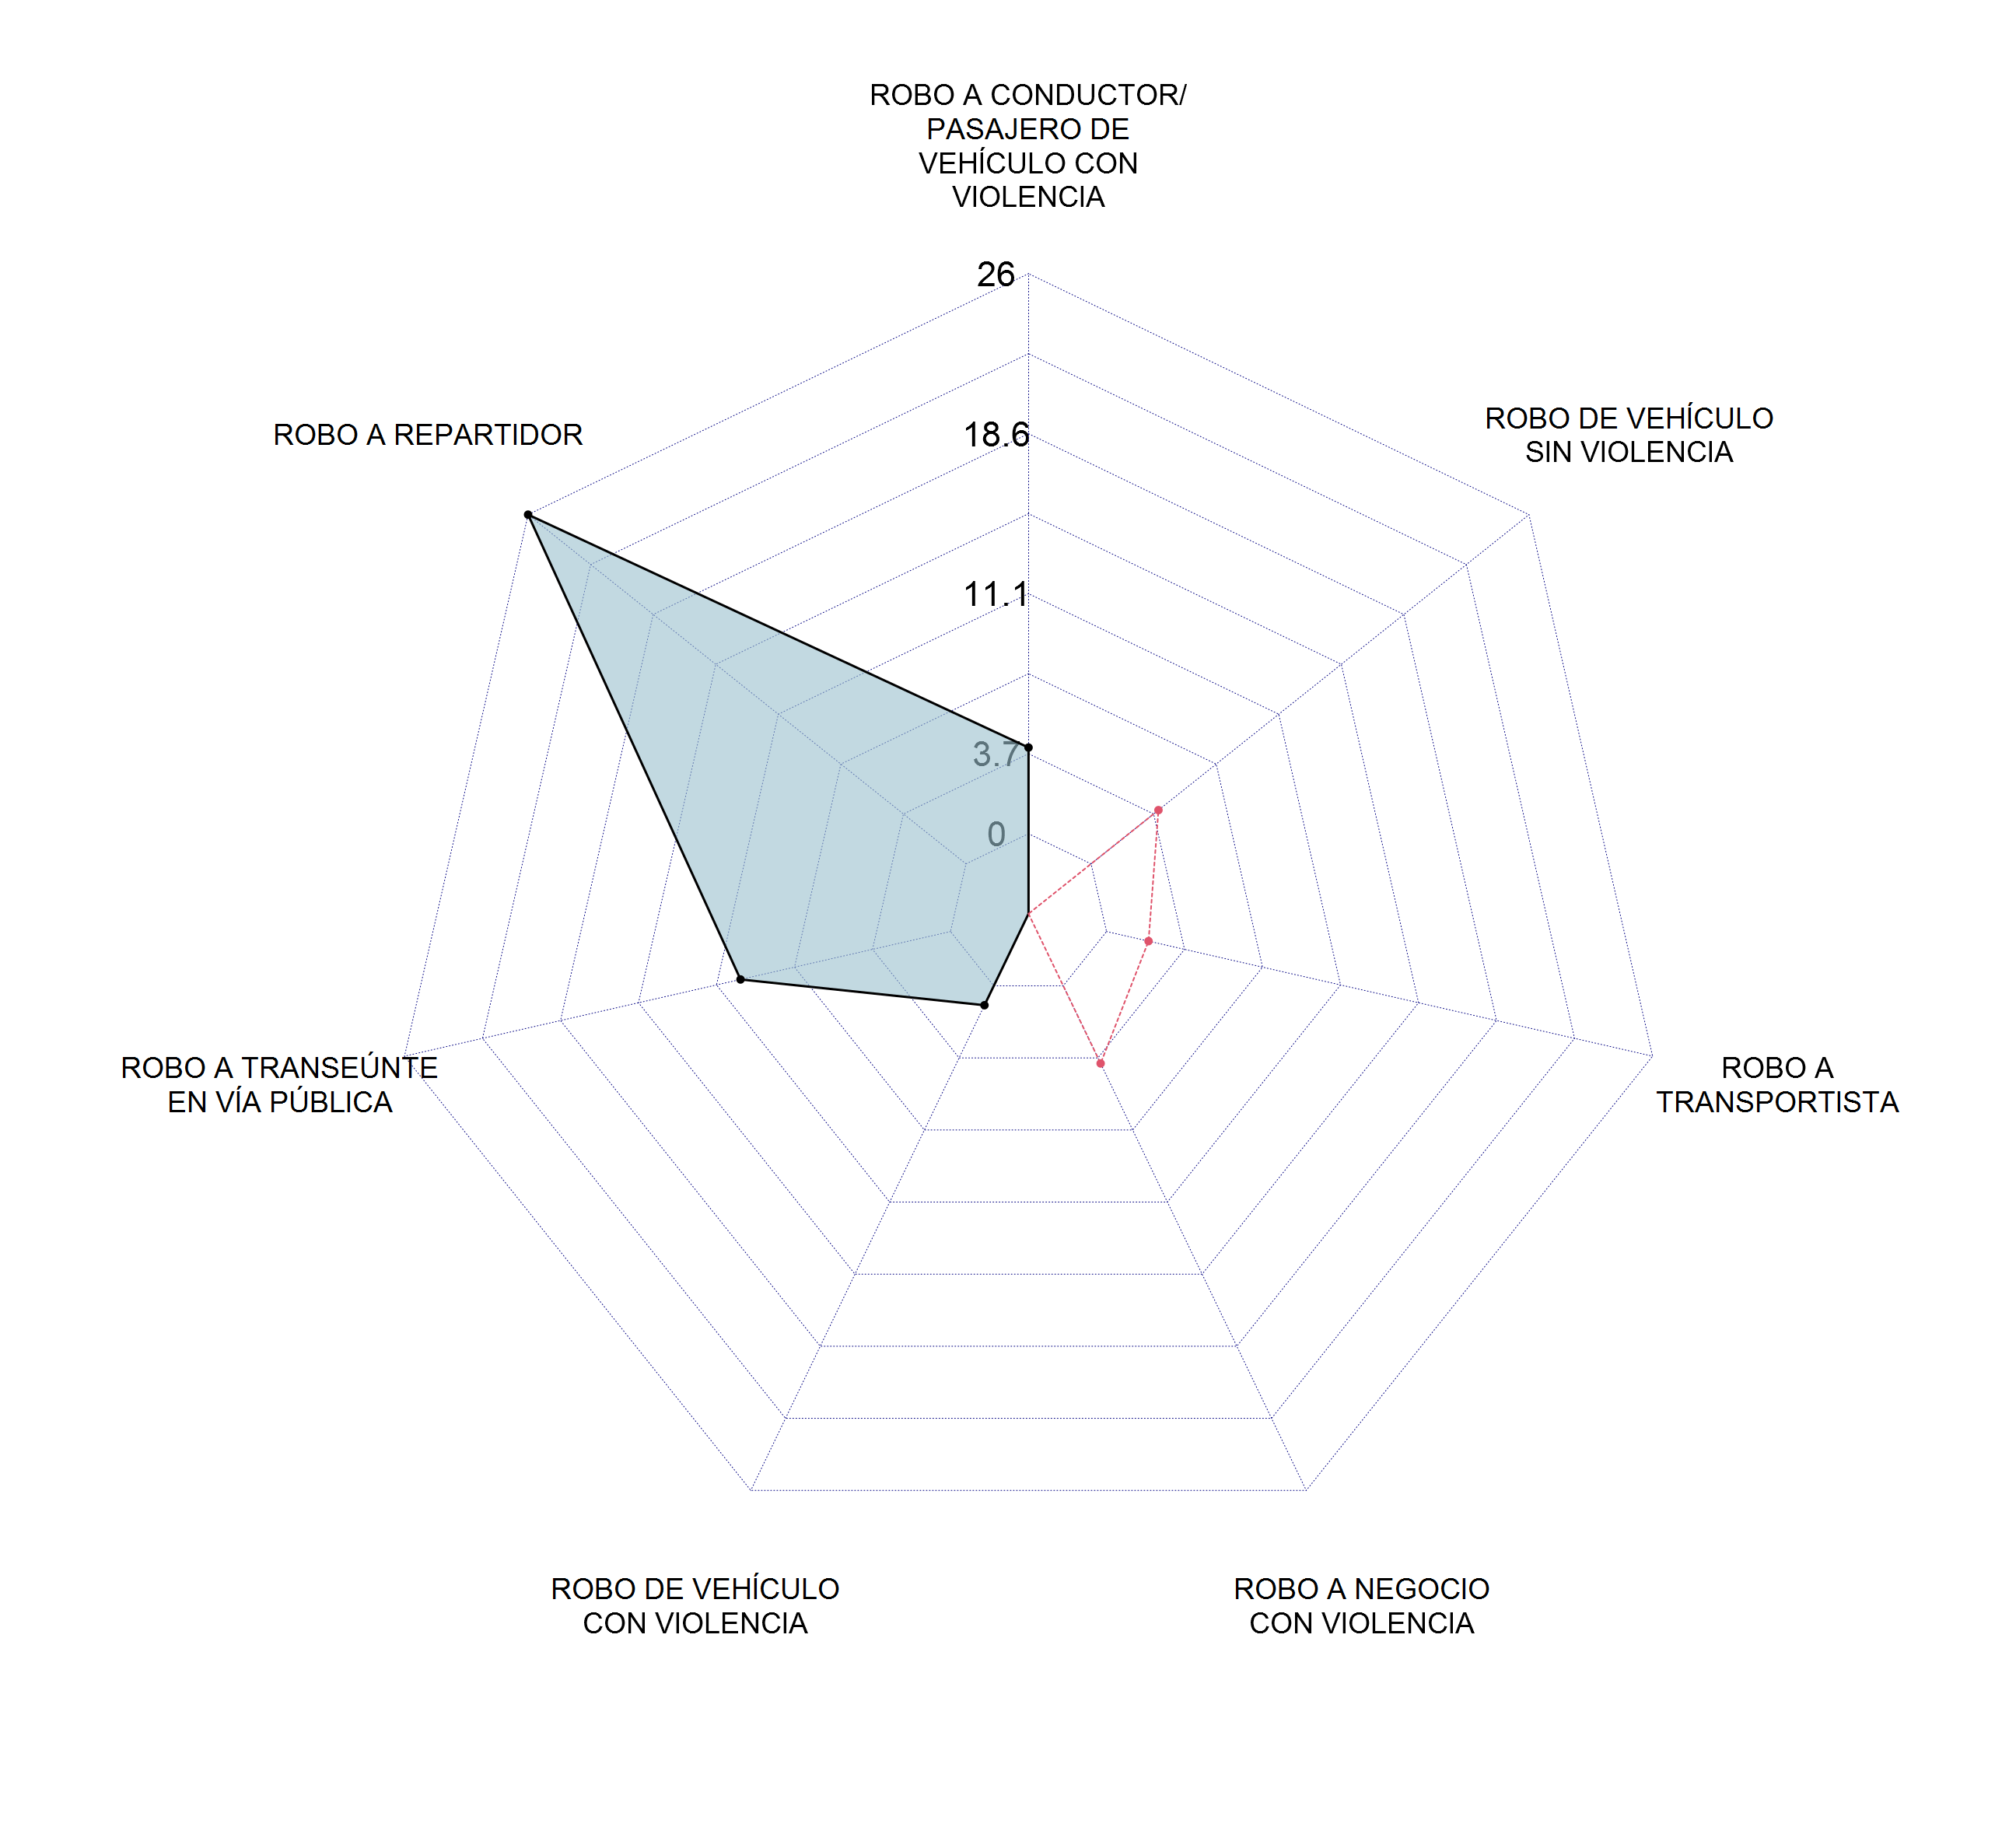 ROBO A CONDUCTOR/
PASAJERO DE
VEHÍCULO CON
VIOLENCIA
26
18.6
11.1
3.7
0
ROBO A REPARTIDOR
ROBO DE VEHÍCULO
SIN VIOLENCIA
ROBO A TRANSEÚNTE
EN VÍA PÚBLICA
ROBO A
TRANSPORTISTA
ROBO DE VEHÍCULO
CON VIOLENCIA
ROBO A NEGOCIO
CON VIOLENCIA